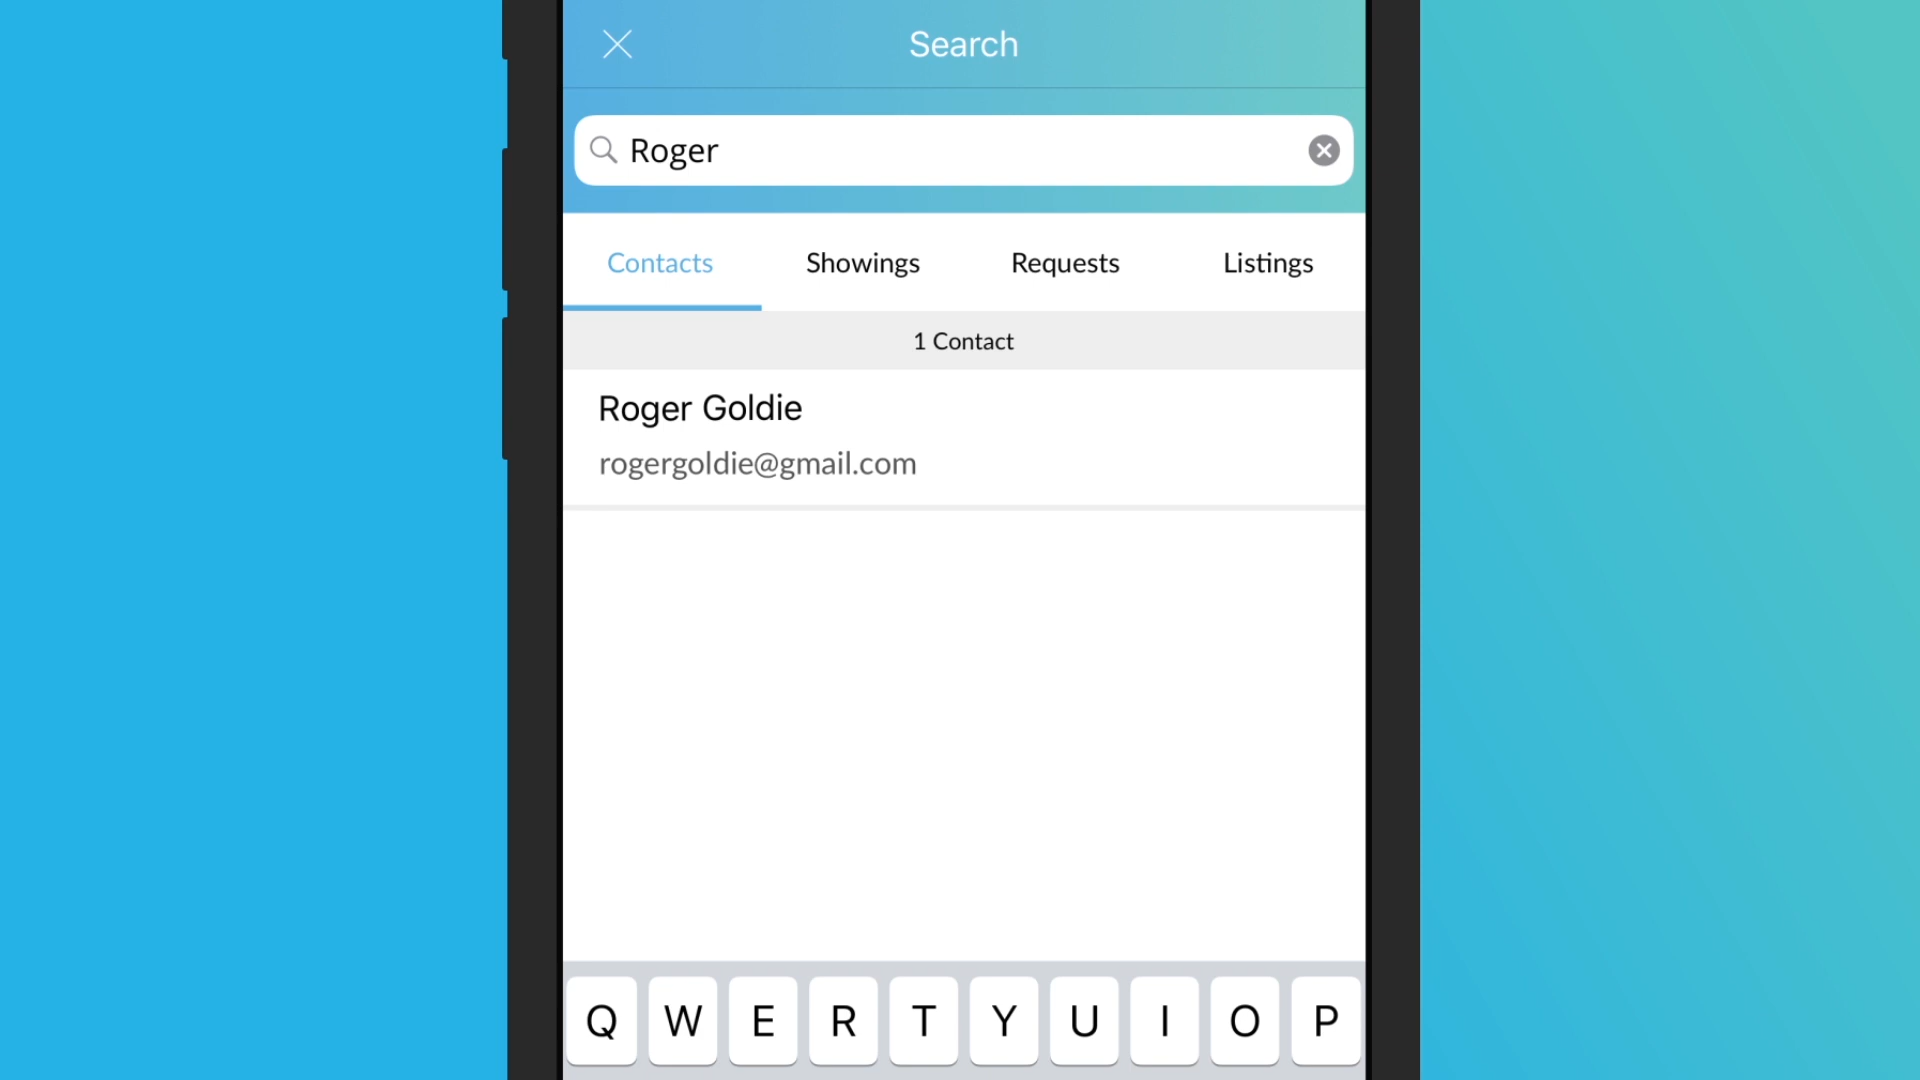 Search
Roger
Contacts Showings Requests Listings
1 Contact
Roger Goldie
rogergoldie@gmail.com
Q W E R T Y U I O P